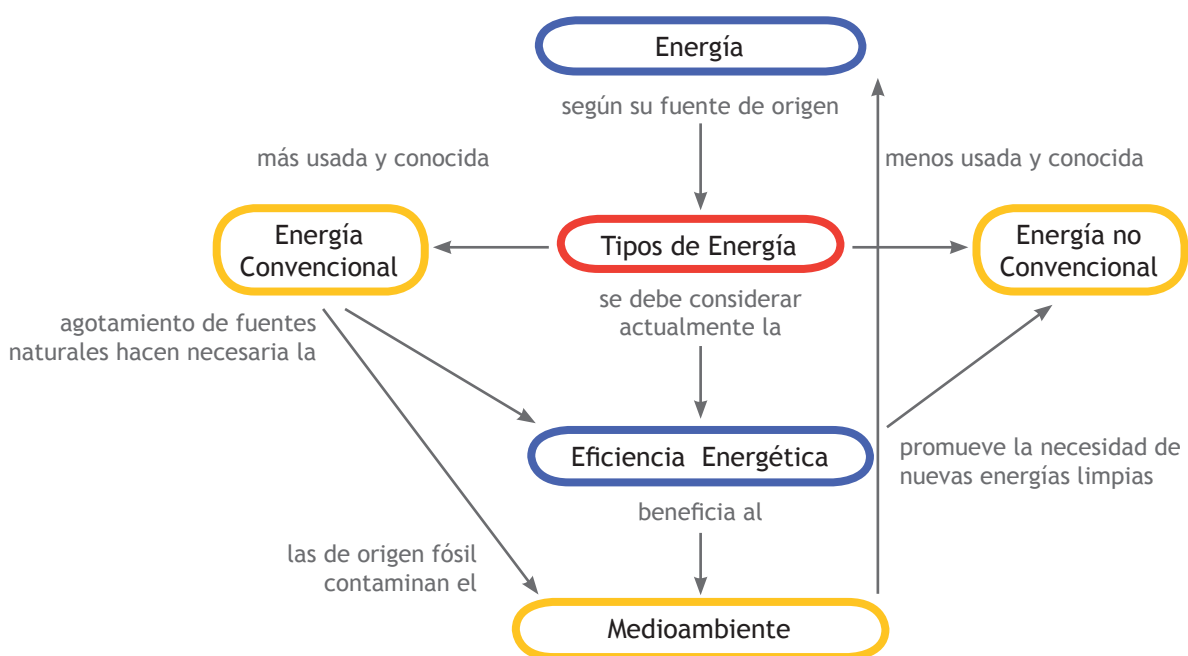 Energía
según su fuente de origen
más usada y conocida
menos usada y conocida
Energía
Convencional
Tipos de Energía
Energía no
Convencional
se debe considerar
actualmente la
agotamiento de fuentes
naturales hacen necesaria la
Eficiencia Energética
promueve la necesidad de
nuevas energías limpias
beneficia al
las de origen fósil
contaminan el
Medioambiente